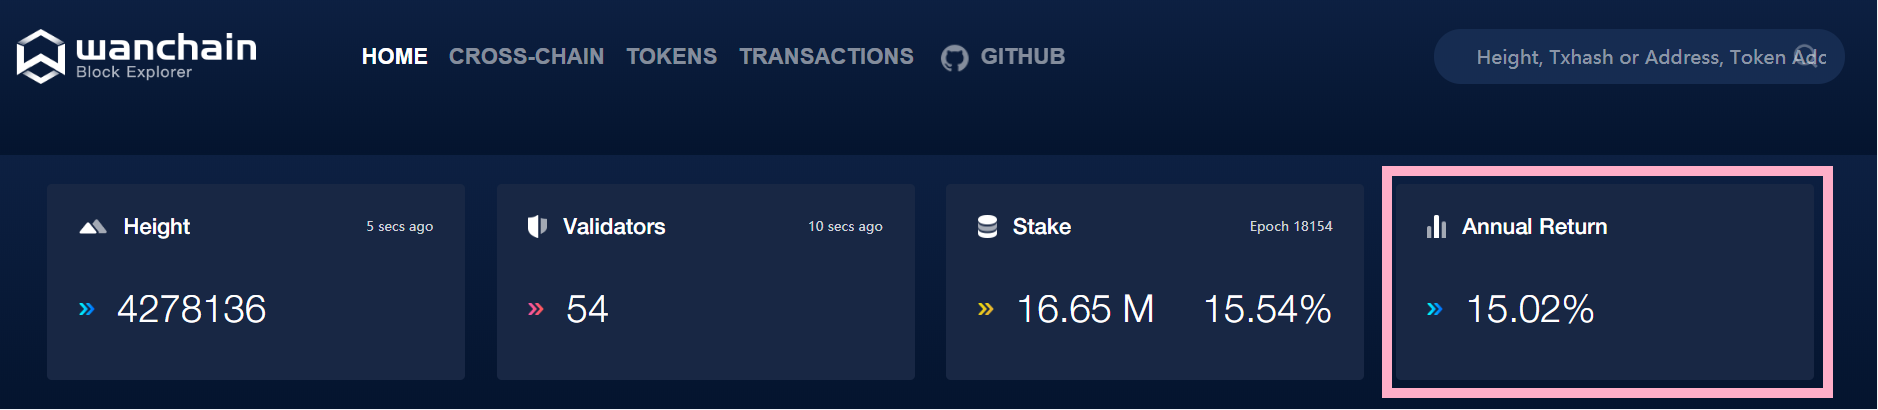 wanchain
Block Explorer
HOME CROSS-CHAIN TOKENS TRANSACTIONS GITHUB
Height, Txhash or Address, Token Adc
Height 5 secs ago
4278136
Validators 10 secs ago
54
Stake Epoch 18154
16.65 M 15.54%
Annual Return
15.02%